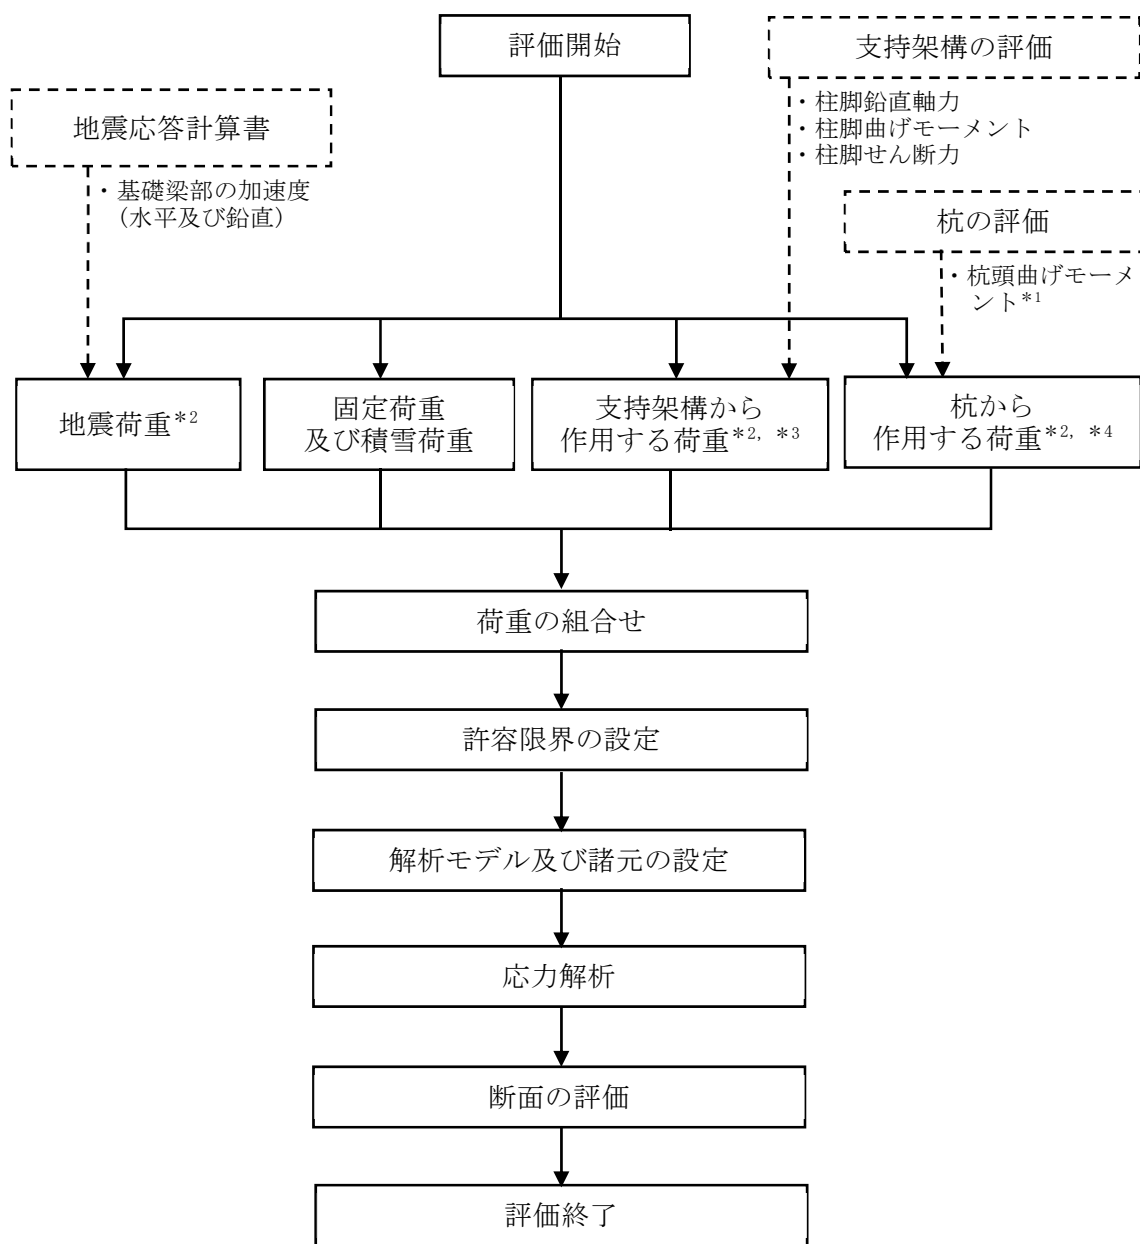 評価開始
支持架構の評価
・柱脚鉛直軸力
・柱脚曲げモーメント
・柱脚せん断力
地震応答計算書
・基礎梁部の加速度
(水平及び鉛直)
杭の評価
・杭頭曲げモーメ
ント*1
地震荷重*2
固定荷重
及び積雪荷重
支持架構から
作用する荷重*2, *3
杭から
作用する荷重*2, *4
荷重の組合せ
許容限界の設定
解析モデル及び諸元の設定
応力解析
断面の評価
評価終了